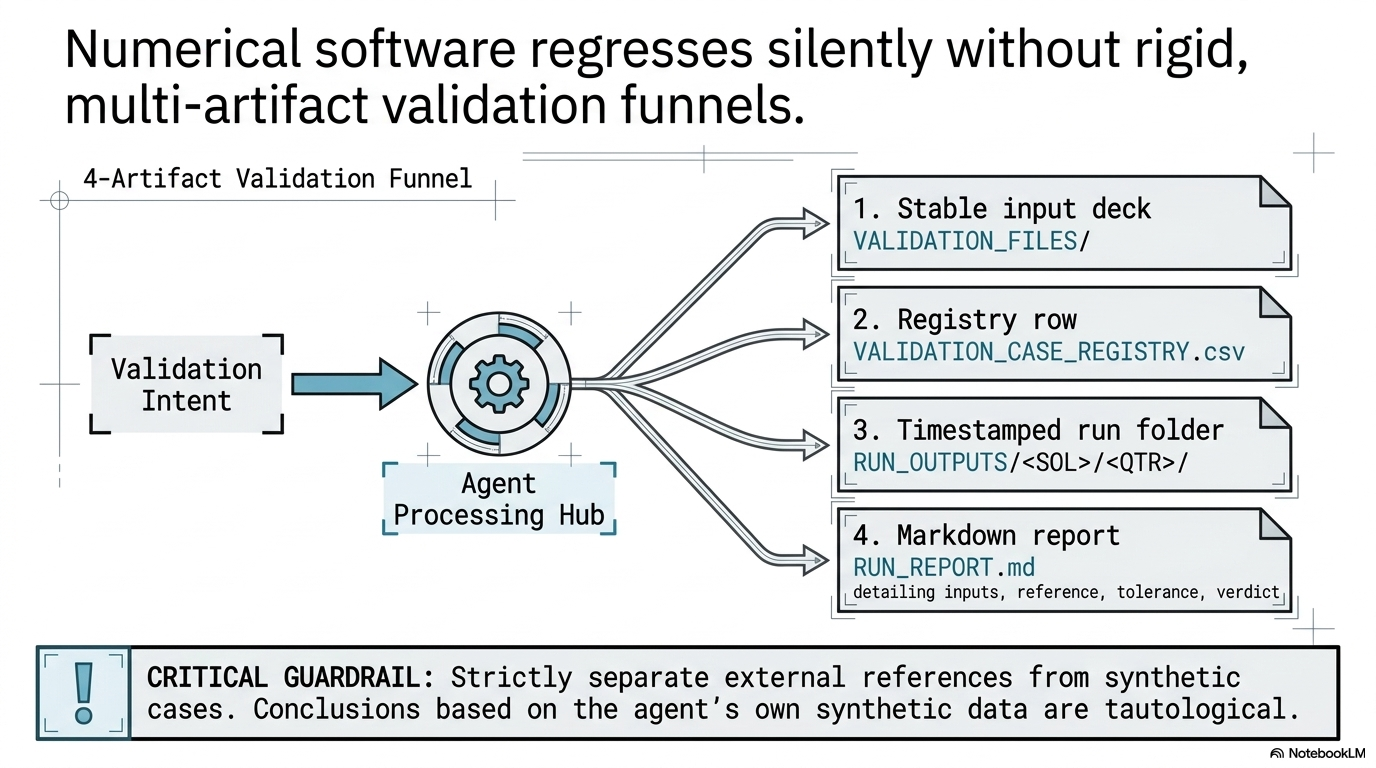 Numerical software regresses silently without rigid,
multi-artifact validation funnels.
4-Artifact Validation Funnel
Validation
Intent
Agent
Processing Hub
1. Stable input deck
VALIDATION_FILES/
2. Registry row
VALIDATION_CASE_REGISTRY.csv
3. Timestamped run folder
RUN_OUTPUTS/<SOL>/<QTR>/
4. Markdown report
RUN_REPORT.md
detailing inputs, reference, tolerance, verdict
!
CRITICAL GUARDRAIL: Strictly separate external references from synthetic
cases. Conclusions based on the agent's own synthetic data are tautological.
NotebookLM